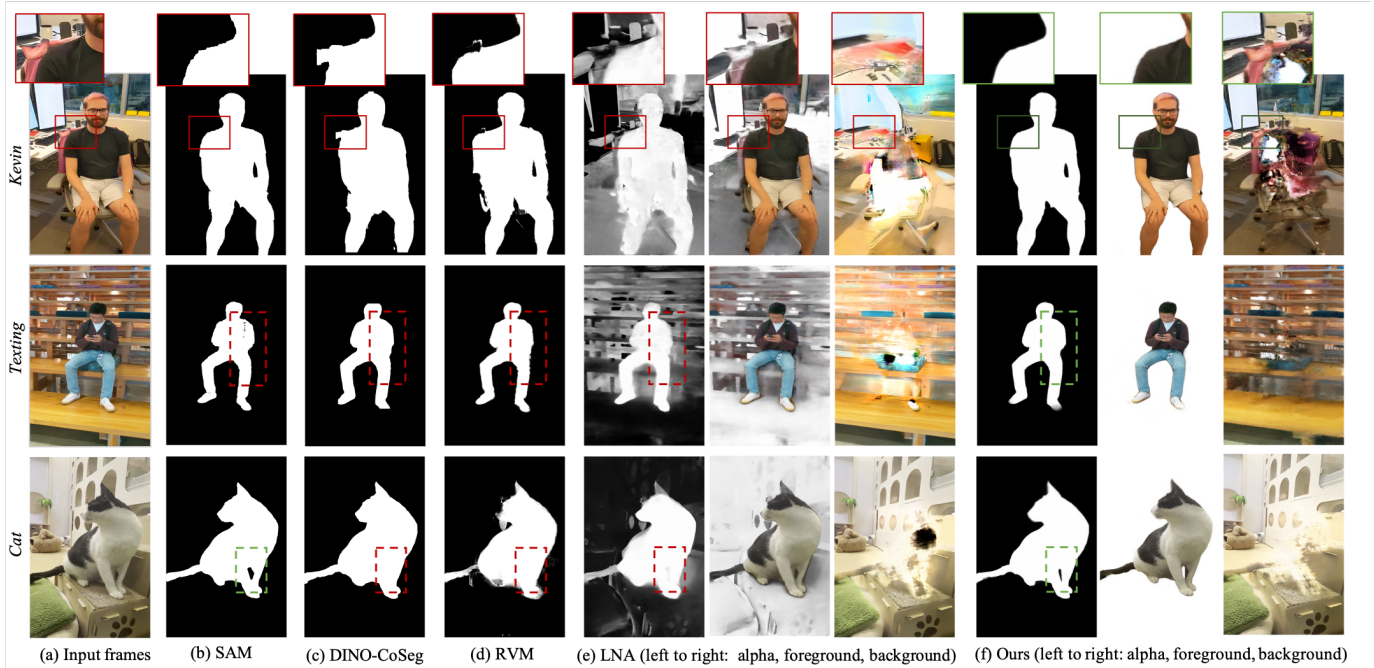 Kevin
Texting
Cat
(a) Input frames
(b) SAM
(c) DINO-CoSeg
(d) RVM
(e) LNA (left to right: alpha, foreground, background)
(f) Ours (left to right: alpha, foreground, background)